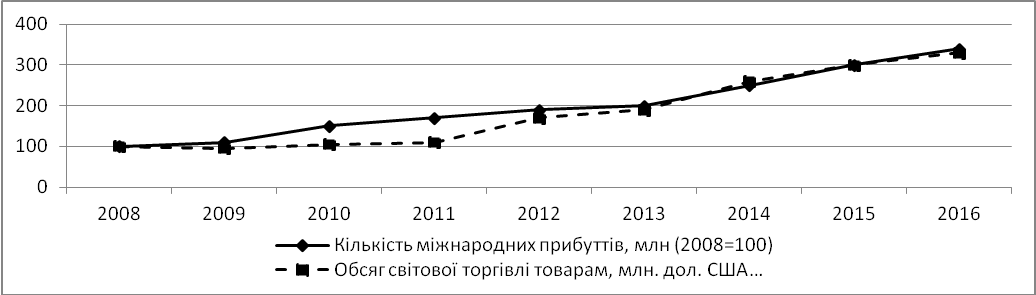 400
300
200
100
0
2008 2009 2010 2011 2012 2013 2014 2015 2016
Кількість міжнародних прибуттів, млн (2008=100)
Обсяг світової торгівлі товарам, млн. дол. США…